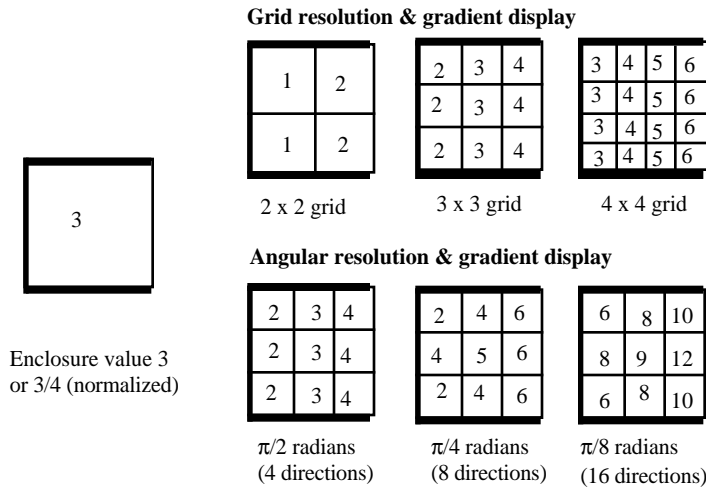 Grid resolution & gradient display
1 2
1 2
2 3 4
2 3 4
2 3 4
3 4 5 6
3 4 5 6
3 4 5 6
3 4 5 6
2 x 2 grid
3 x 3 grid
4 x 4 grid
3
Enclosure value 3
or 3/4 (normalized)
Angular resolution & gradient display
2 3 4
2 3 4
2 3 4
2 4 6
4 5 6
2 4 6
6 8 10
8 9 12
6 8 10
π/2 radians
(4 directions)
π/4 radians
(8 directions)
π/8 radians
(16 directions)